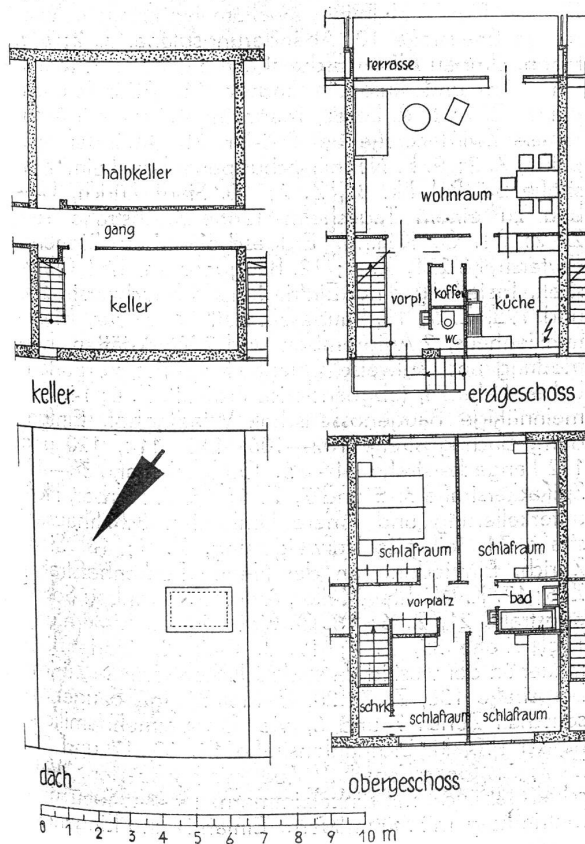 halbkeller
gang
keller
keller
terrasse
wohnraum
vorpl.
koffer
küche
wc
erdgeschoss
dach
schlafraum
schlafraum
vorplatz
bad
schrk
schlafraum
schlafraum
obergeschoss
0 1 2 3 4 5 6 7 8 9 10 m